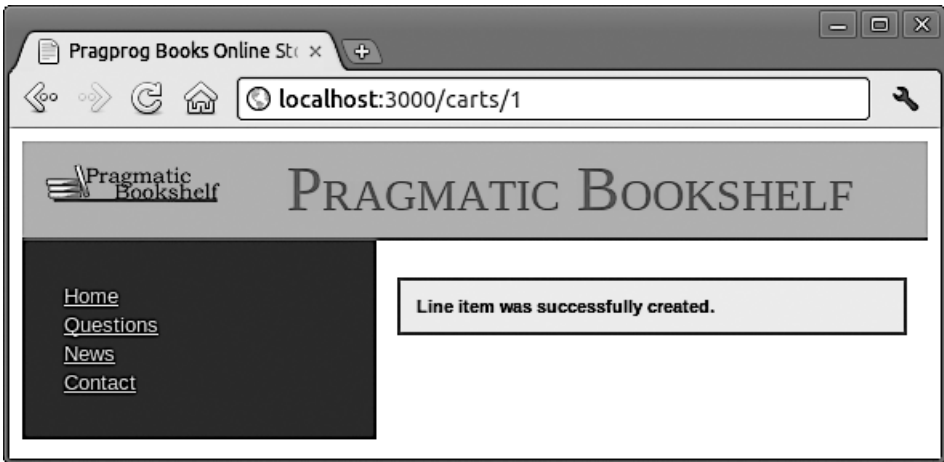 Pragprog Books Online Sto
localhost:3000/carts/1
Pragmatic
Bookshelf
PRAGMATIC BOOKSHELF
Home
Questions
News
Contact
Line item was successfully created.